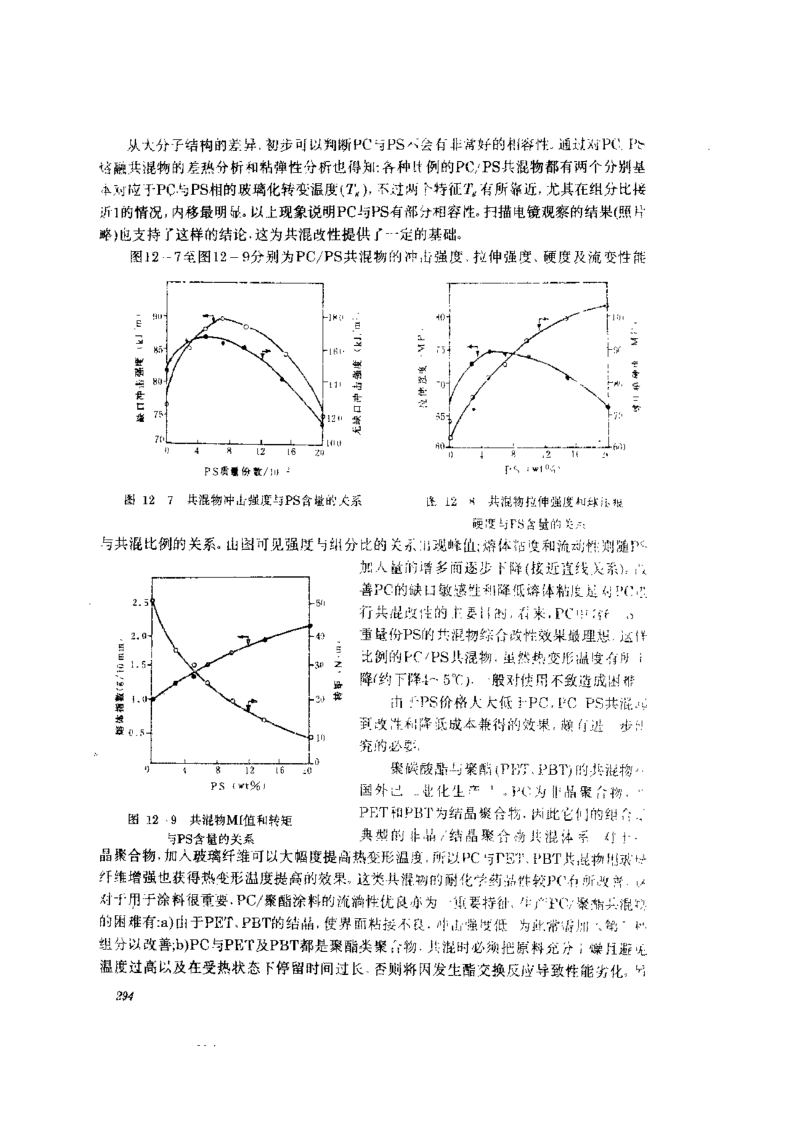 从大分子结构的差异,初步可以判断PC与PS不会有非常好的相容性。通过对PC、PS
熔融共混物的差热分析和粘弹性分析也得知:各种比例的PC/PS共混物都有两个分别基
本对应于PC与PS相的玻璃化转变温度(Tg),不过两个特征Tg有所靠近,尤其在组分比接
近1的情况,内移最明显。以上现象说明PC与PS有部分相容性。扫描电镜观察的结果(照片
略)也支持了这样的结论,这为共混改性提供了一定的基础。
图12-7至图12-9分别为PC/PS共混物的冲击强度、拉伸强度、硬度及流变性能
缺口冲击强度(kJ/m²)
90
85
80
75
70
无缺口冲击强度(kJ/m²)
180
160
140
120
100
0 4 8 12 16 20
PS质量份数/10
图 12 7 共混物冲击强度与PS含量的关系
拉伸强度
75
65
60
0 4 8 12 16
PS (wt%)
图 12 8 共混物拉伸强度和球压痕
硬度与PS含量的关系
与共混比例的关系。由图可见强度与组分比的关系出现峰值;熔体粘度和流动性则随PS
加入量的增多而逐步下降(接近直线关系)。改
善PC的缺口敏感性和降低熔体粘度是对PC进
行共混改性的主要目的,看来,PC中含
重量份PS的共混物综合改性效果最理想。这样
比例的PC/PS共混物,虽然热变形温度有所
降(约下降4~5℃),一般对使用不致造成困难
由于PS价格大大低于PC,PC PS共混
到改性和降低成本兼得的效果,颇有进一步
究的必要。
熔体指数(g/10min)
2.5
2.0
1.5
1.0
0.5
转矩 N·m
50
40
30
20
10
0
0 4 8 12 16 20
PS (wt%)
图 12 9 共混物MI值和转矩
与PS含量的关系
聚碳酸酯与聚酯(PET、PBT)的共混物
国外已工业化生产。PC为非晶聚合物,
PET和PBT为结晶聚合物,因此它们的组合
典型的非晶/结晶聚合物共混体系 对于
晶聚合物,加入玻璃纤维可以大幅度提高热变形温度,所以PC与PET、PBT共混物用玻璃
纤维增强也获得热变形温度提高的效果。这类共混物的耐化学药品性较PC有所改善,这
对于用于涂料很重要,PC/聚酯涂料的流淌性优良亦为一重要特征。生产PC/聚酯共混物
的困难有:a)由于PET、PBT的结晶,使界面粘接不良,冲击强度低 为此常需加入第
组分以改善;b)PC与PET及PBT都是聚酯类聚合物,共混时必须把原料充分干燥且避免
温度过高以及在受热状态下停留时间过长,否则将因发生酯交换反应导致性能劣化。另
294